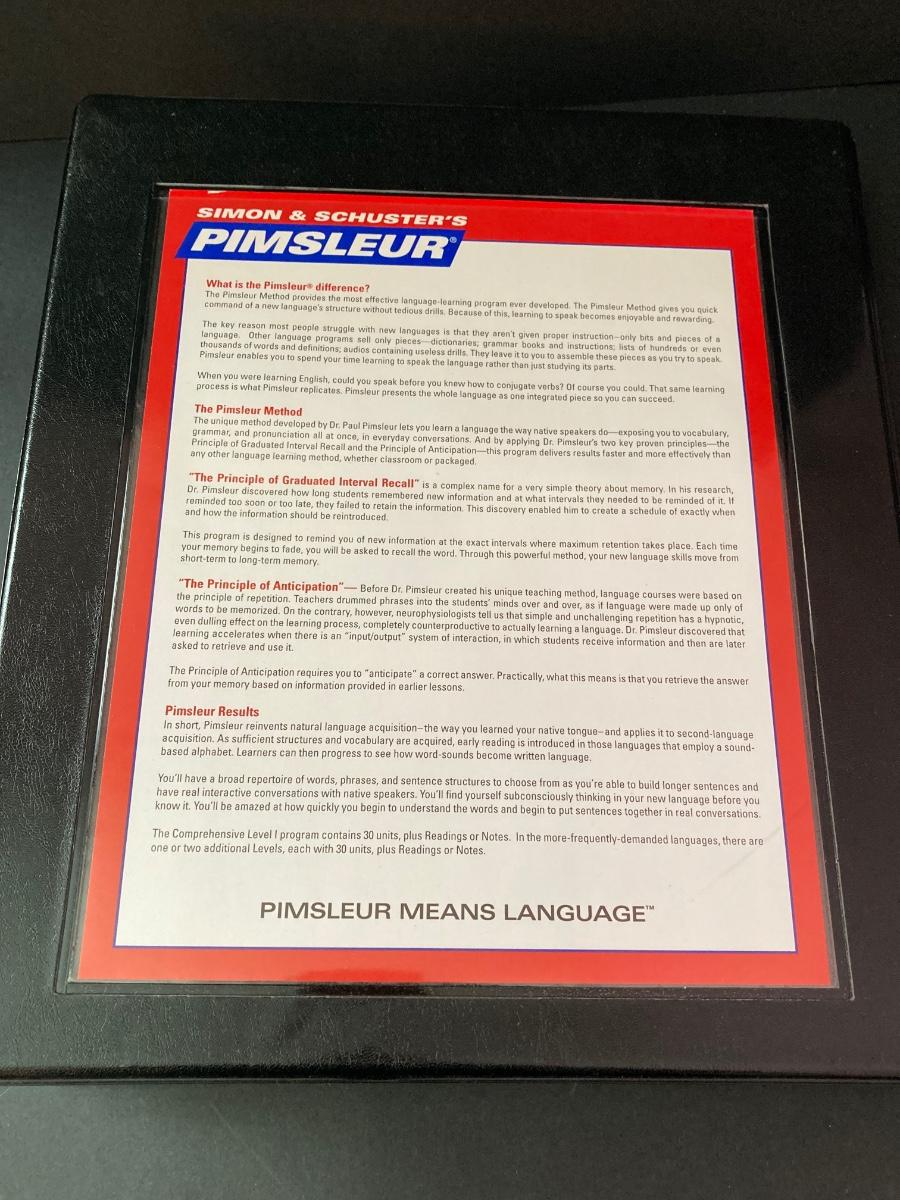 SIMON & SCHUSTER'S
PIMSLEUR®
What is the Pimsleur® difference?
The Pimsleur Method provides the most effective language-learning program ever developed. The Pimsleur Method gives you quick
command of a new language's structure without tedious drills. Because of this, learning to speak becomes enjoyable and rewarding.
The key reason most people struggle with new languages is that they aren't given proper instruction—only bits and pieces of a
language. Other language programs sell only pieces—dictionaries; grammar books and instructions; lists of hundreds or even
thousands of words and definitions; audios containing useless drills. They leave it to you to assemble these pieces as you try to speak.
Pimsleur enables you to spend your time learning to speak the language rather than just studying its parts.
When you were learning English, could you speak before you knew how to conjugate verbs? Of course you could. That same learning
process is what Pimsleur replicates. Pimsleur presents the whole language as one integrated piece so you can succeed.
The Pimsleur Method
The unique method developed by Dr. Paul Pimsleur lets you learn a language the way native speakers do—exposing you to vocabulary,
grammar, and pronunciation all at once, in everyday conversations. And by applying Dr. Pimsleur's two key proven principles—the
Principle of Graduated Interval Recall and the Principle of Anticipation—this program delivers results faster and more effectively than
any other language learning method, whether classroom or packaged.
"The Principle of Graduated Interval Recall" is a complex name for a very simple theory about memory. In his research,
Dr. Pimsleur discovered how long students remembered new information and at what intervals they needed to be reminded of it. If
reminded too soon or too late, they failed to retain the information. This discovery enabled him to create a schedule of exactly when
and how the information should be reintroduced.
This program is designed to remind you of new information at the exact intervals where maximum retention takes place. Each time
your memory begins to fade, you will be asked to recall the word. Through this powerful method, your new language skills move from
short-term to long-term memory.
"The Principle of Anticipation"— Before Dr. Pimsleur created his unique teaching method, language courses were based on
the principle of repetition. Teachers drummed phrases into the students' minds over and over, as if language were made up only of
words to be memorized. On the contrary, however, neurophysiologists tell us that simple and unchallenging repetition has a hypnotic,
even dulling effect on the learning process, completely counterproductive to actually learning a language. Dr. Pimsleur discovered that
learning accelerates when there is an "input/output" system of interaction, in which students receive information and then are later
asked to retrieve and use it.
The Principle of Anticipation requires you to "anticipate" a correct answer. Practically, what this means is that you retrieve the answer
from your memory based on information provided in earlier lessons.
Pimsleur Results
In short, Pimsleur reinvents natural language acquisition—the way you learned your native tongue—and applies it to second-language
acquisition. As sufficient structures and vocabulary are acquired, early reading is introduced in those languages that employ a sound-
based alphabet. Learners can then progress to see how word-sounds become written language.
You'll have a broad repertoire of words, phrases, and sentence structures to choose from as you're able to build longer sentences and
have real interactive conversations with native speakers. You'll find yourself subconsciously thinking in your new language before you
know it. You'll be amazed at how quickly you begin to understand the words and begin to put sentences together in real conversations.
The Comprehensive Level I program contains 30 units, plus Readings or Notes. In the more-frequently-demanded languages, there are
one or two additional Levels, each with 30 units, plus Readings or Notes.
PIMSLEUR MEANS LANGUAGE™